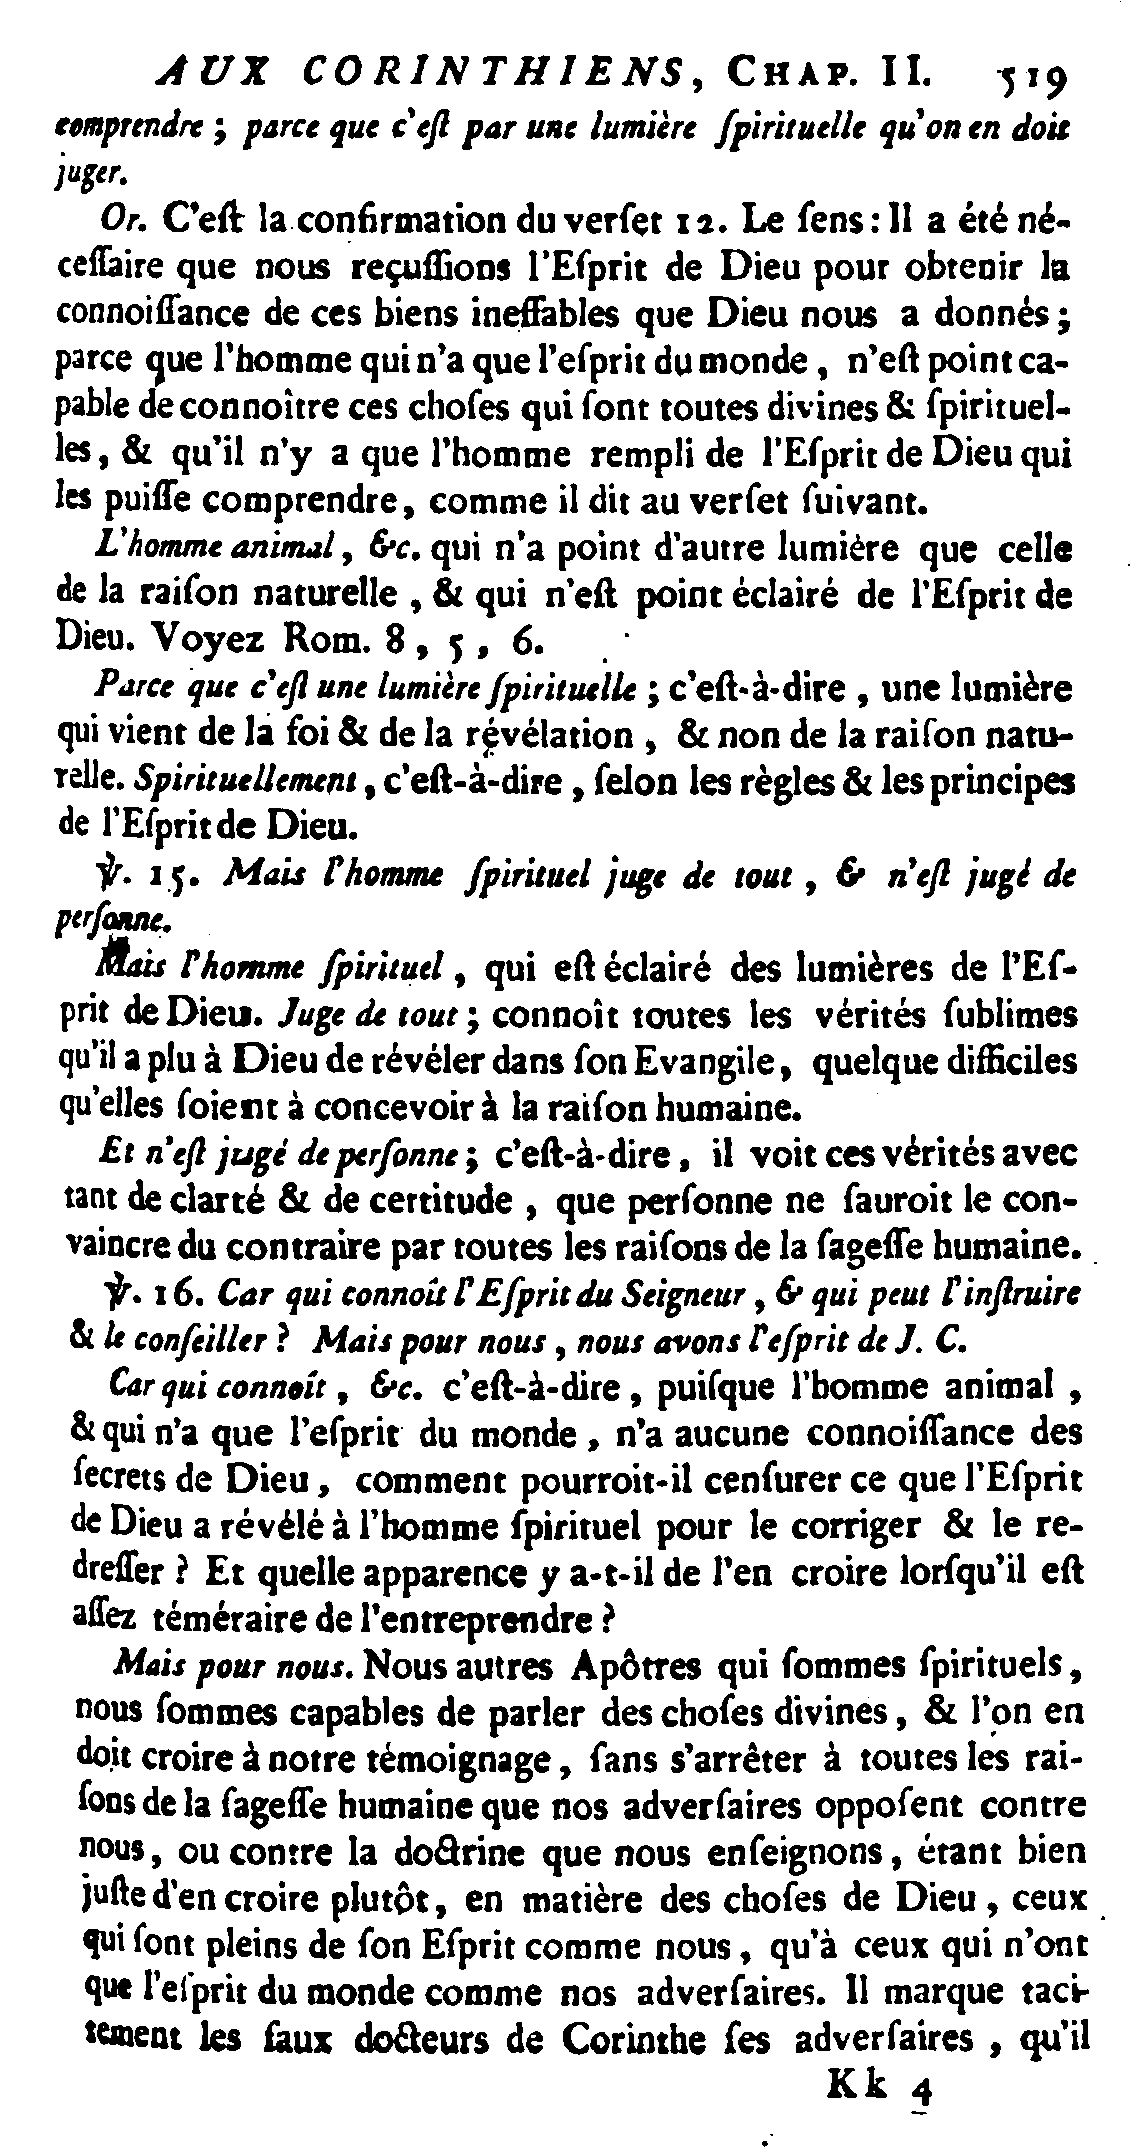 AUX CORINTHIENS, CHAP. II. 519
comprendre ; parce que c'eſt par une lumière ſpirituelle qu'on en doit
juger.
Or. C'eſt la confirmation du verſet 12. Le ſens : Il a été né-
ceſſaire que nous reçuſſions l'Eſprit de Dieu pour obtenir la
connoiſſance de ces biens ineffables que Dieu nous a donnés ;
parce que l'homme qui n'a que l'eſprit du monde , n'eſt point ca-
pable de connoître ces choſes qui ſont toutes divines & ſpirituel-
les, & qu'il n'y a que l'homme rempli de l'Eſprit de Dieu qui
les puiſſe comprendre, comme il dit au verſet ſuivant.
L'homme animal, &c. qui n'a point d'autre lumière que celle
de la raiſon naturelle , & qui n'eſt point éclairé de l'Eſprit de
Dieu. Voyez Rom. 8 , 5 , 6.
Parce que c'eſt une lumière ſpirituelle ; c'eſt-à-dire , une lumière
qui vient de la foi & de la révélation , & non de la raiſon natu-
relle. Spirituellement, c'eſt-à-dire , ſelon les règles & les principes
de l'Eſprit de Dieu.
℣. 15. Mais l'homme ſpirituel juge de tout , & n'eſt jugé de
perſonne.
Mais l'homme ſpirituel , qui eſt éclairé des lumières de l'Eſ-
prit de Dieu. Juge de tout ; connoît toutes les vérités ſublimes
qu'il a plu à Dieu de révéler dans ſon Evangile, quelque difficiles
qu'elles ſoient à concevoir à la raiſon humaine.
Et n'eſt jugé de perſonne ; c'eſt-à-dire, il voit ces vérités avec
tant de clarté & de certitude , que perſonne ne ſauroit le con-
vaincre du contraire par toutes les raiſons de la ſageſſe humaine.
℣. 16. Car qui connoît l'Eſprit du Seigneur , & qui peut l'inſtruire
& le conſeiller ? Mais pour nous , nous avons l'eſprit de J. C.
Car qui connoît , &c. c'eſt-à-dire , puiſque l'homme animal ,
& qui n'a que l'eſprit du monde , n'a aucune connoiſſance des
ſecrets de Dieu , comment pourroit-il cenſurer ce que l'Eſprit
de Dieu a révélé à l'homme ſpirituel pour le corriger & le re-
dreſſer ? Et quelle apparence y a-t-il de l'en croire lorſqu'il eſt
aſſez téméraire de l'entreprendre ?
Mais pour nous. Nous autres Apôtres qui ſommes ſpirituels ,
nous ſommes capables de parler des choſes divines , & l'on en
doit croire à notre témoignage , ſans s'arrêter à toutes les rai-
ſons de la ſageſſe humaine que nos adverſaires oppoſent contre
nous, ou contre la doctrine que nous enſeignons, étant bien
juſte d'en croire plutôt, en matière des choſes de Dieu , ceux
qui ſont pleins de ſon Eſprit comme nous, qu'à ceux qui n'ont
que l'eſprit du monde comme nos adverſaires. Il marque taci-
tement les faux docteurs de Corinthe ſes adverſaires , qu'il
Kk 4